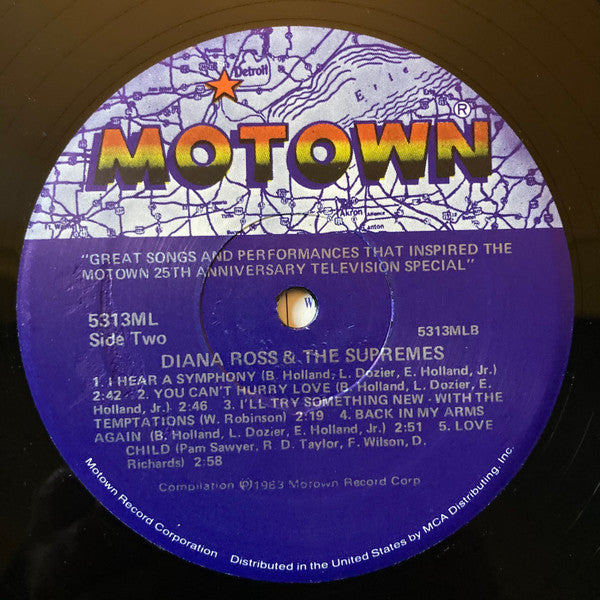 Detroit
Erie
MOTOWN®
Akron
Canton
"GREAT SONGS AND PERFORMANCES THAT INSPIRED THE
MOTOWN 25TH ANNIVERSARY TELEVISION SPECIAL"
5313ML
Side Two
5313MLB
DIANA ROSS & THE SUPREMES
1. I HEAR A SYMPHONY (B. Holland, L. Dozier, E. Holland, Jr.)
2:42 · 2. YOU CAN'T HURRY LOVE (B. Holland, L. Dozier, E.
Holland, Jr.) 2:46 3. I'LL TRY SOMETHING NEW - WITH THE
TEMPTATIONS (W. Robinson) 2:19 4. BACK IN MY ARMS
AGAIN (B. Holland, L. Dozier, E. Holland, Jr.) 2:51 5. LOVE
CHILD (Pam Sawyer, R. D. Taylor, F. Wilson, D.
Richards) 2:58
Compilation ℗1983 Motown Record Corp
Motown Record Corporation Distributed in the United States by MCA Distributing, Inc.